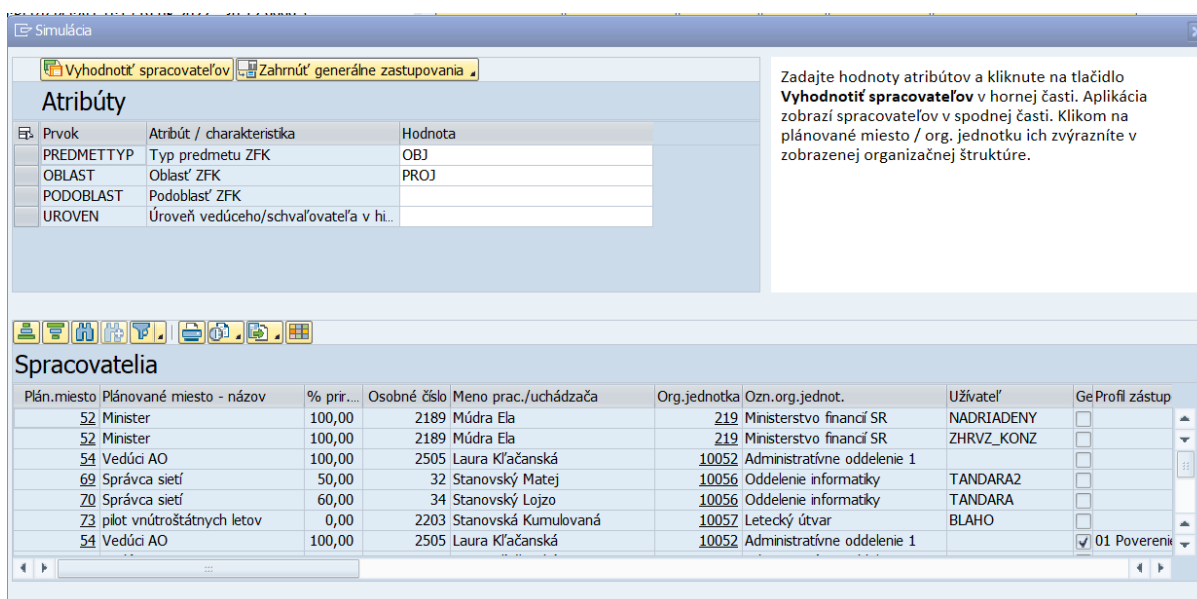 Simulácia
Vyhodnotiť spracovateľov Zahrnúť generálne zastupovania
Zadajte hodnoty atribútov a kliknute na tlačidlo
Vyhodnotiť spracovateľov v hornej časti. Aplikácia
zobrazí spracovateľov v spodnej časti. Klikom na
plánované miesto / org. jednotku ich zvýrazníte v
zobrazenej organizačnej štruktúre.
Atribúty
Prvok Atribút / charakteristika Hodnota
PREDMETTYP Typ predmetu ZFK OBJ
OBLAST Oblasť ZFK PROJ
PODOBLAST Podoblasť ZFK
UROVEN Úroveň vedúceho/schvaľovateľa v hi...
Spracovatelia
Plán.miesto Plánované miesto - názov % prir.... Osobné číslo Meno prac./uchádzača Org.jednotka Ozn.org.jednot. Užívateľ Ge Profil zástup
52 Minister 100,00 2189 Múdra Ela 219 Ministerstvo financií SR NADRIADENY
52 Minister 100,00 2189 Múdra Ela 219 Ministerstvo financií SR ZHRVZ_KONZ
54 Vedúci AO 100,00 2505 Laura Kľačanská 10052 Administratívne oddelenie 1
69 Správca sietí 50,00 32 Stanovský Matej 10056 Oddelenie informatiky TANDARA2
70 Správca sietí 60,00 34 Stanovský Lojzo 10056 Oddelenie informatiky TANDARA
73 pilot vnútroštátnych letov 0,00 2203 Stanovská Kumulovaná 10057 Letecký útvar BLAHO
54 Vedúci AO 100,00 2505 Laura Kľačanská 10052 Administratívne oddelenie 1 01 Poverenie